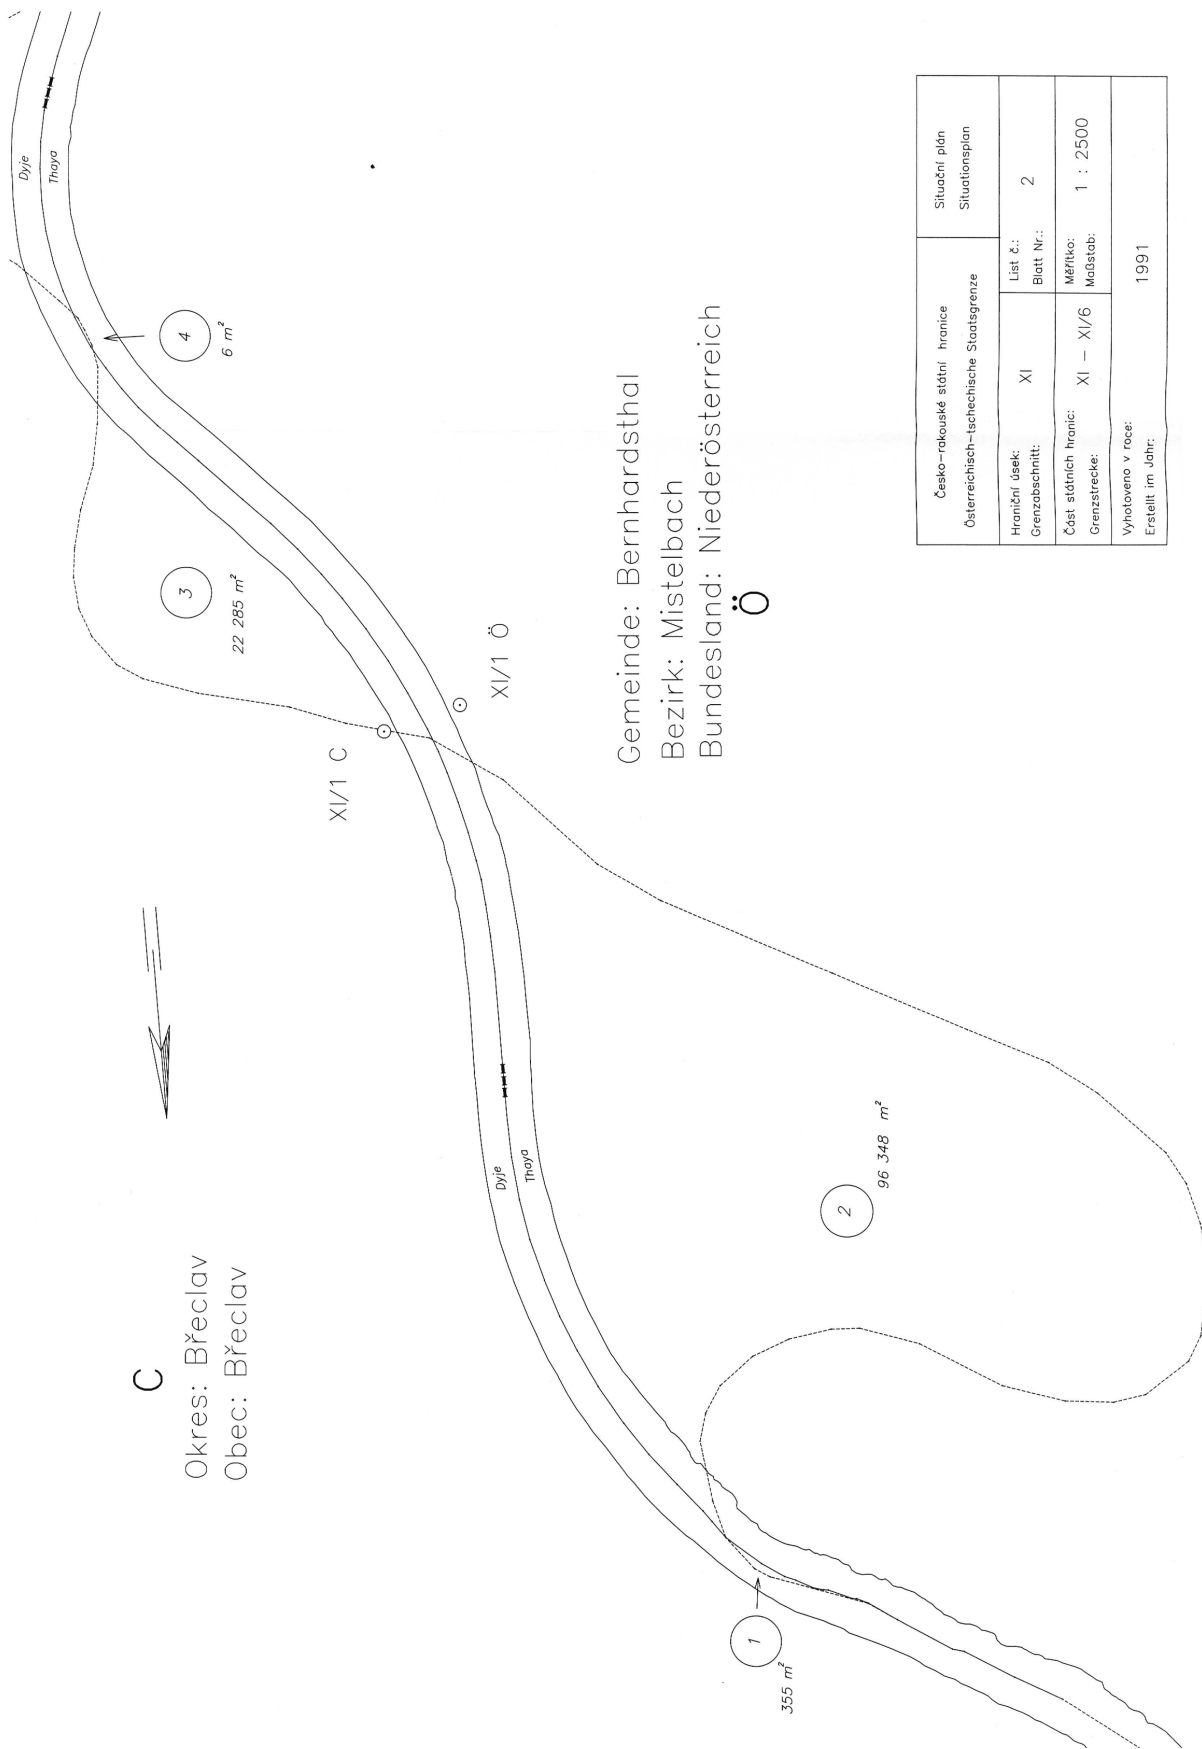 C
Okres: Břeclav
Obec: Břeclav
1
355 m²
Dyje
Thaya
2
96 348 m²
XI/1 C
XI/1 Ö
3
22 285 m²
4
6 m²
Dyje
Thaya
Gemeinde: Bernhardsthal
Bezirk: Mistelbach
Bundesland: Niederösterreich
Ö
Česko-rakouské státní hranice
Österreichisch-tschechische Staatsgrenze
Situační plán
Situationsplan
Hraniční úsek:
Grenzabschnitt:
XI
List č.:
Blatt Nr.:
2
Část státních hranic:
Grenzstrecke:
XI – XI/6
Měřítko:
Maßstab:
1 : 2500
Vyhotoveno v roce:
Erstellt im Jahr:
1991